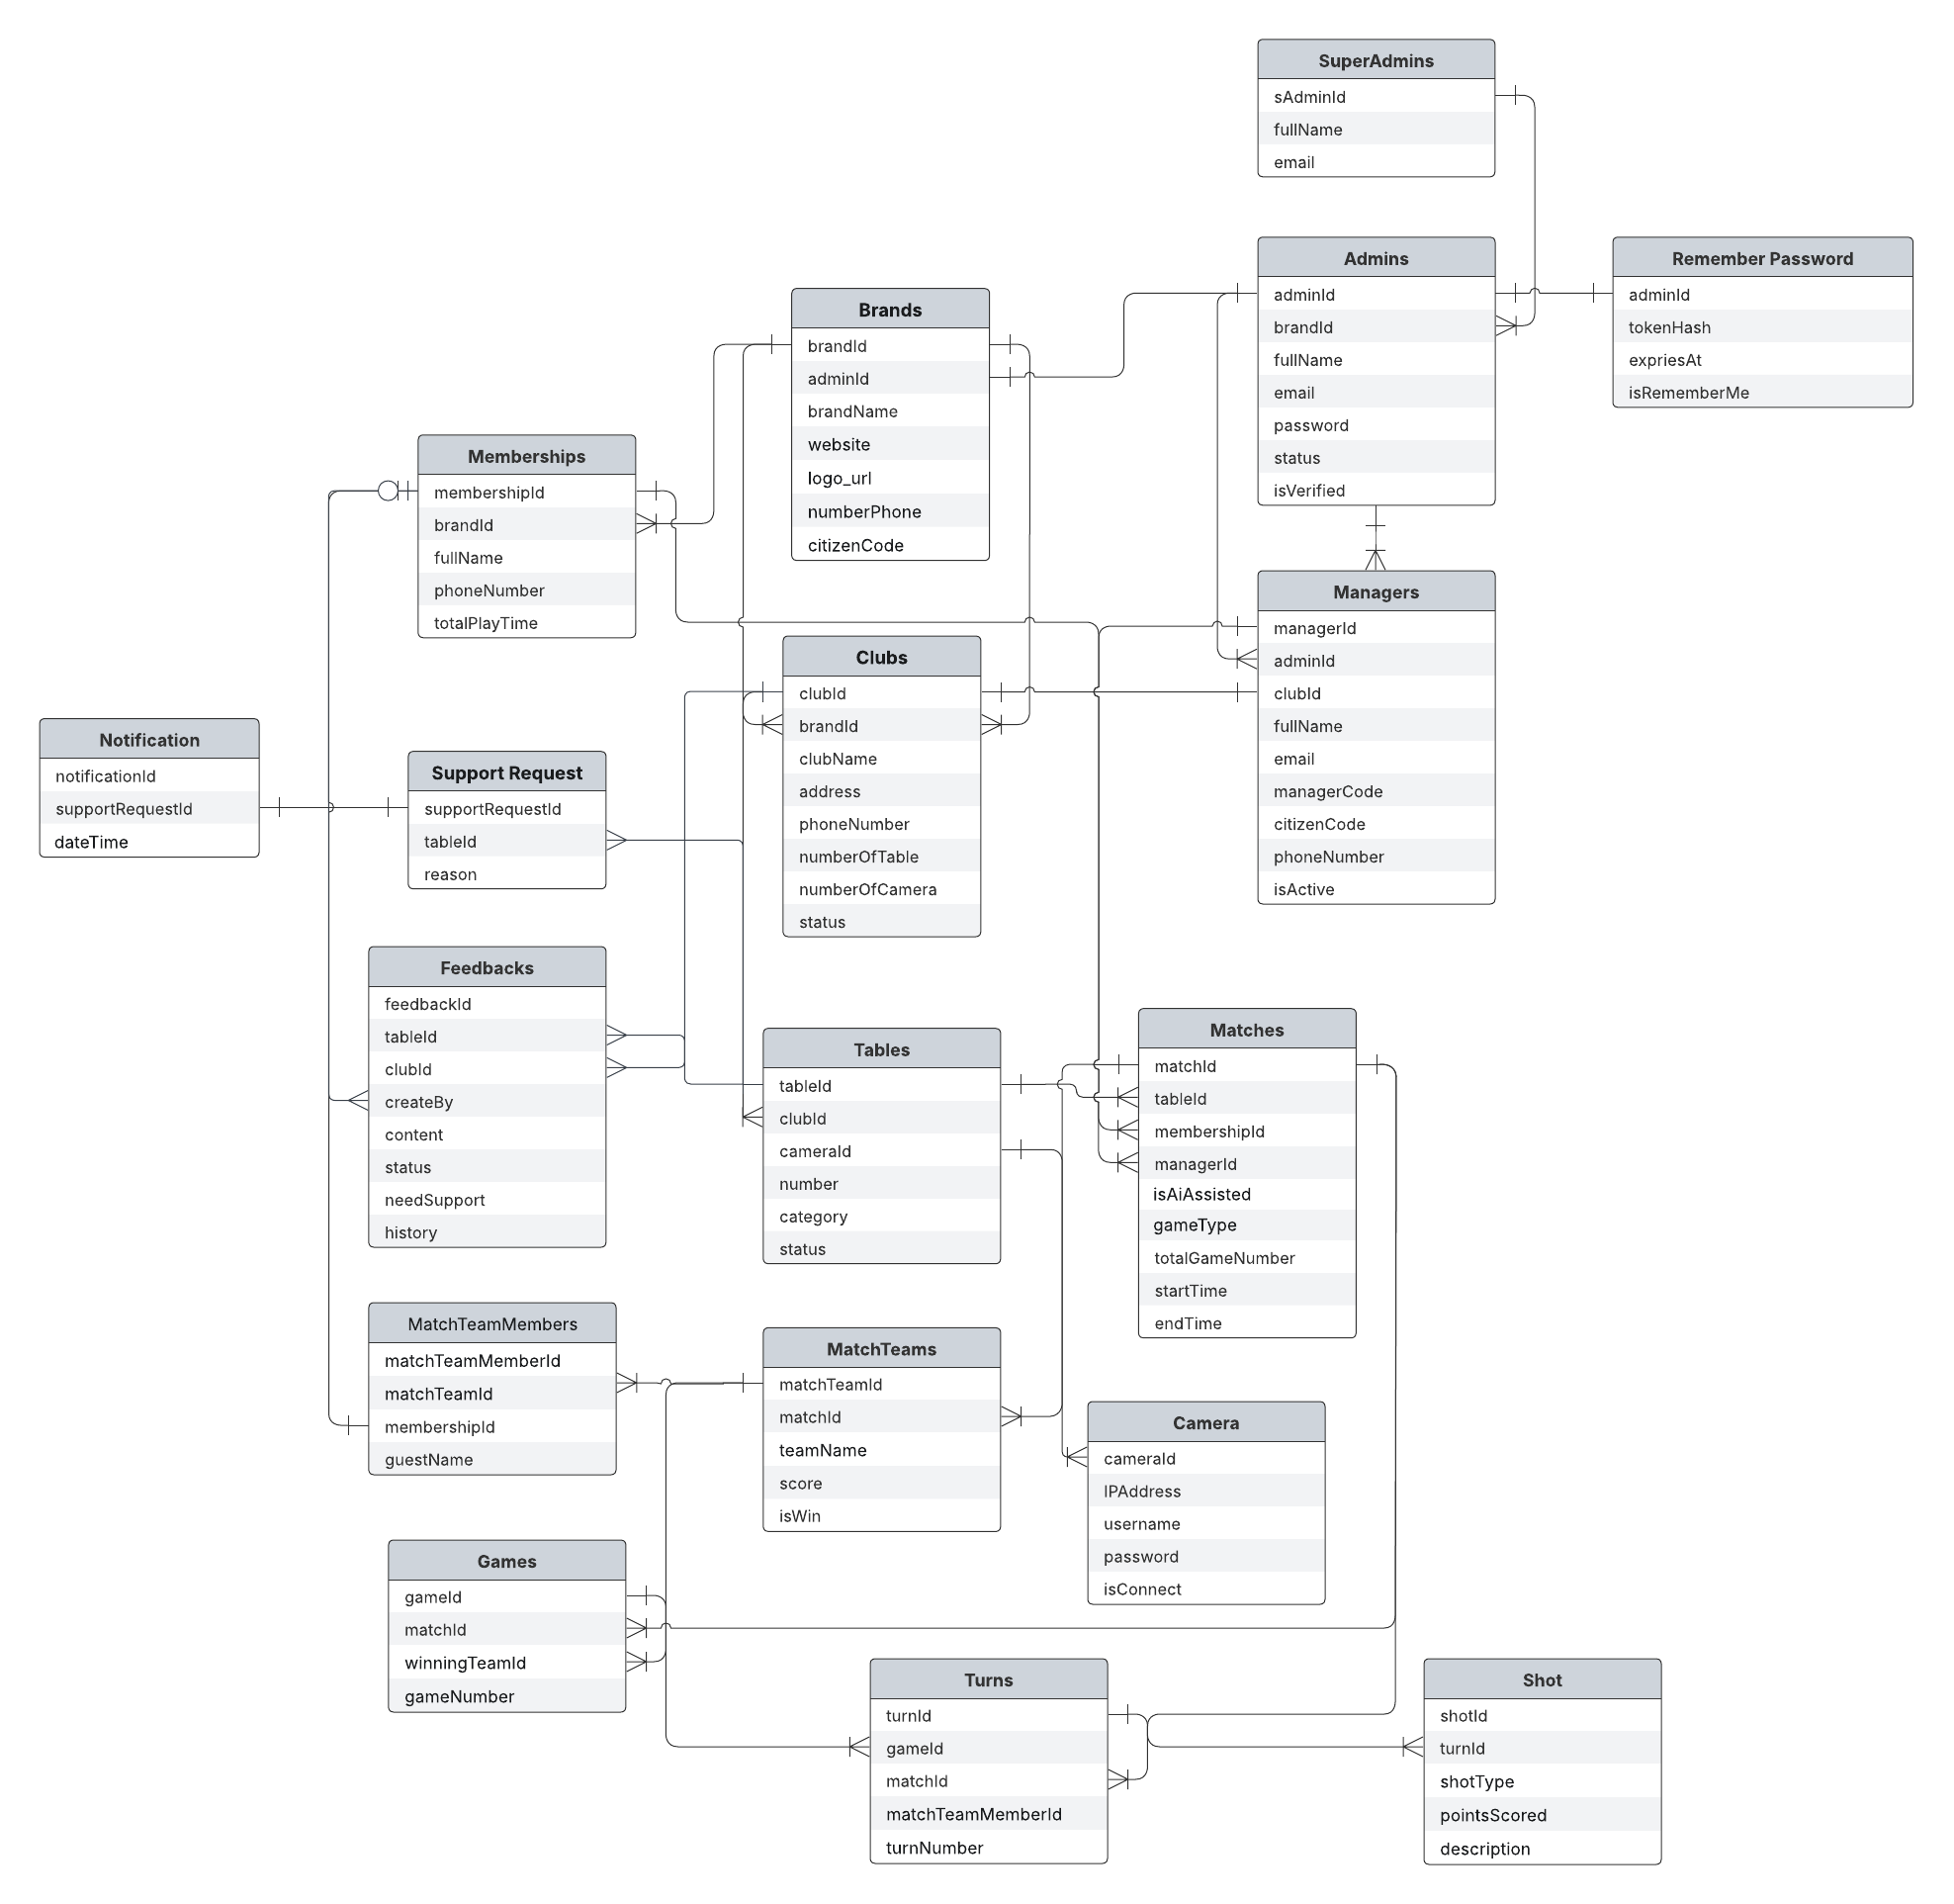 SuperAdmins
sAdminId
fullName
email
Admins
adminId
brandId
fullName
email
password
status
isVerified
Remember Password
adminId
tokenHash
expriesAt
isRememberMe
Brands
brandId
adminId
brandName
website
logo_url
numberPhone
citizenCode
Memberships
membershipId
brandId
fullName
phoneNumber
totalPlayTime
Managers
managerId
adminId
clubId
fullName
email
managerCode
citizenCode
phoneNumber
isActive
Clubs
clubId
brandId
clubName
address
phoneNumber
numberOfTable
numberOfCamera
status
Notification
notificationId
supportRequestId
dateTime
Support Request
supportRequestId
tableId
reason
Feedbacks
feedbackId
tableId
clubId
createBy
content
status
needSupport
history
Tables
tableId
clubId
cameraId
number
category
status
Matches
matchId
tableId
membershipId
managerId
isAiAssisted
gameType
totalGameNumber
startTime
endTime
MatchTeamMembers
matchTeamMemberId
matchTeamId
membershipId
guestName
MatchTeams
matchTeamId
matchId
teamName
score
isWin
Camera
cameraId
IPAddress
username
password
isConnect
Games
gameId
matchId
winningTeamId
gameNumber
Turns
turnId
gameId
matchId
matchTeamMemberId
turnNumber
Shot
shotId
turnId
shotType
pointsScored
description